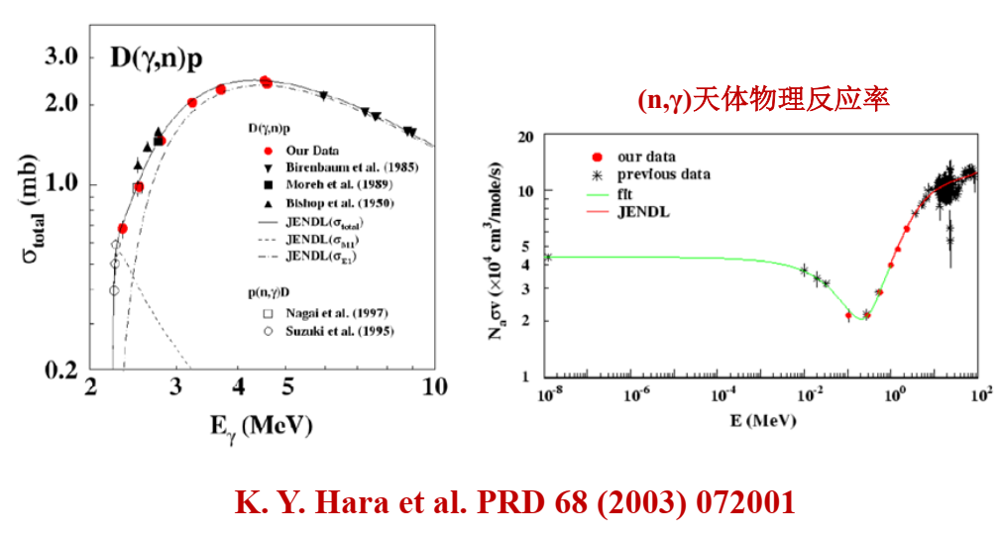 D(γ,n)p
3.0
2.0
1.0
0.2
σtotal (mb)
D(γ,n)p
Our Data
Birenbaum et al. (1985)
Moreh et al. (1989)
Bishop et al. (1950)
JENDL(σtotal)
JENDL(σM1)
JENDL(σE1)
p(n,γ)D
Nagai et al. (1997)
Suzuki et al. (1995)
2 3 4 5 10
Eγ (MeV)
(n,γ)天体物理反应率
20
10
5
4
3
2
1
Naσv (×10⁴ cm³/mole/s)
our data
previous data
fit
JENDL
10⁻⁸ 10⁻⁶ 10⁻⁴ 10⁻² 10⁰ 10²
E (MeV)
K. Y. Hara et al. PRD 68 (2003) 072001